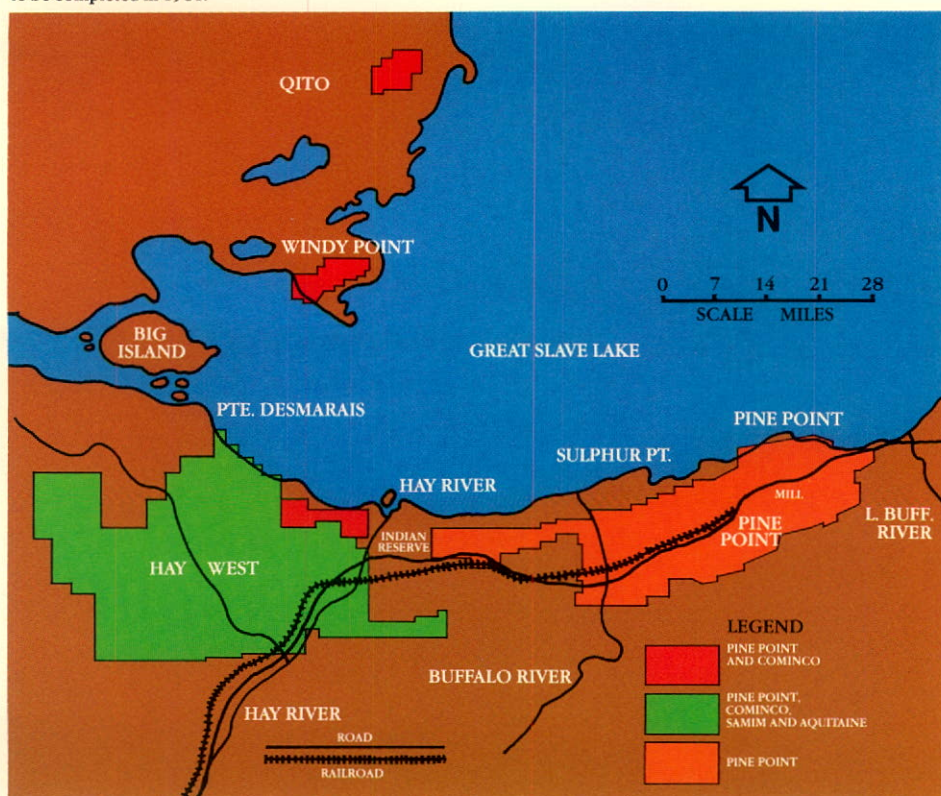 QITO
WINDY POINT
N
0 7 14 21 28
SCALE MILES
BIG
ISLAND
GREAT SLAVE LAKE
PTE. DESMARAIS
PINE POINT
SULPHUR PT.
HAY RIVER
MILL
INDIAN
RESERVE
PINE
POINT
L. BUFF.
RIVER
HAY WEST
BUFFALO RIVER
HAY RIVER
ROAD
RAILROAD
LEGEND
PINE POINT
AND COMINCO
PINE POINT,
COMINCO,
SAMIM AND AQUITAINE
PINE POINT